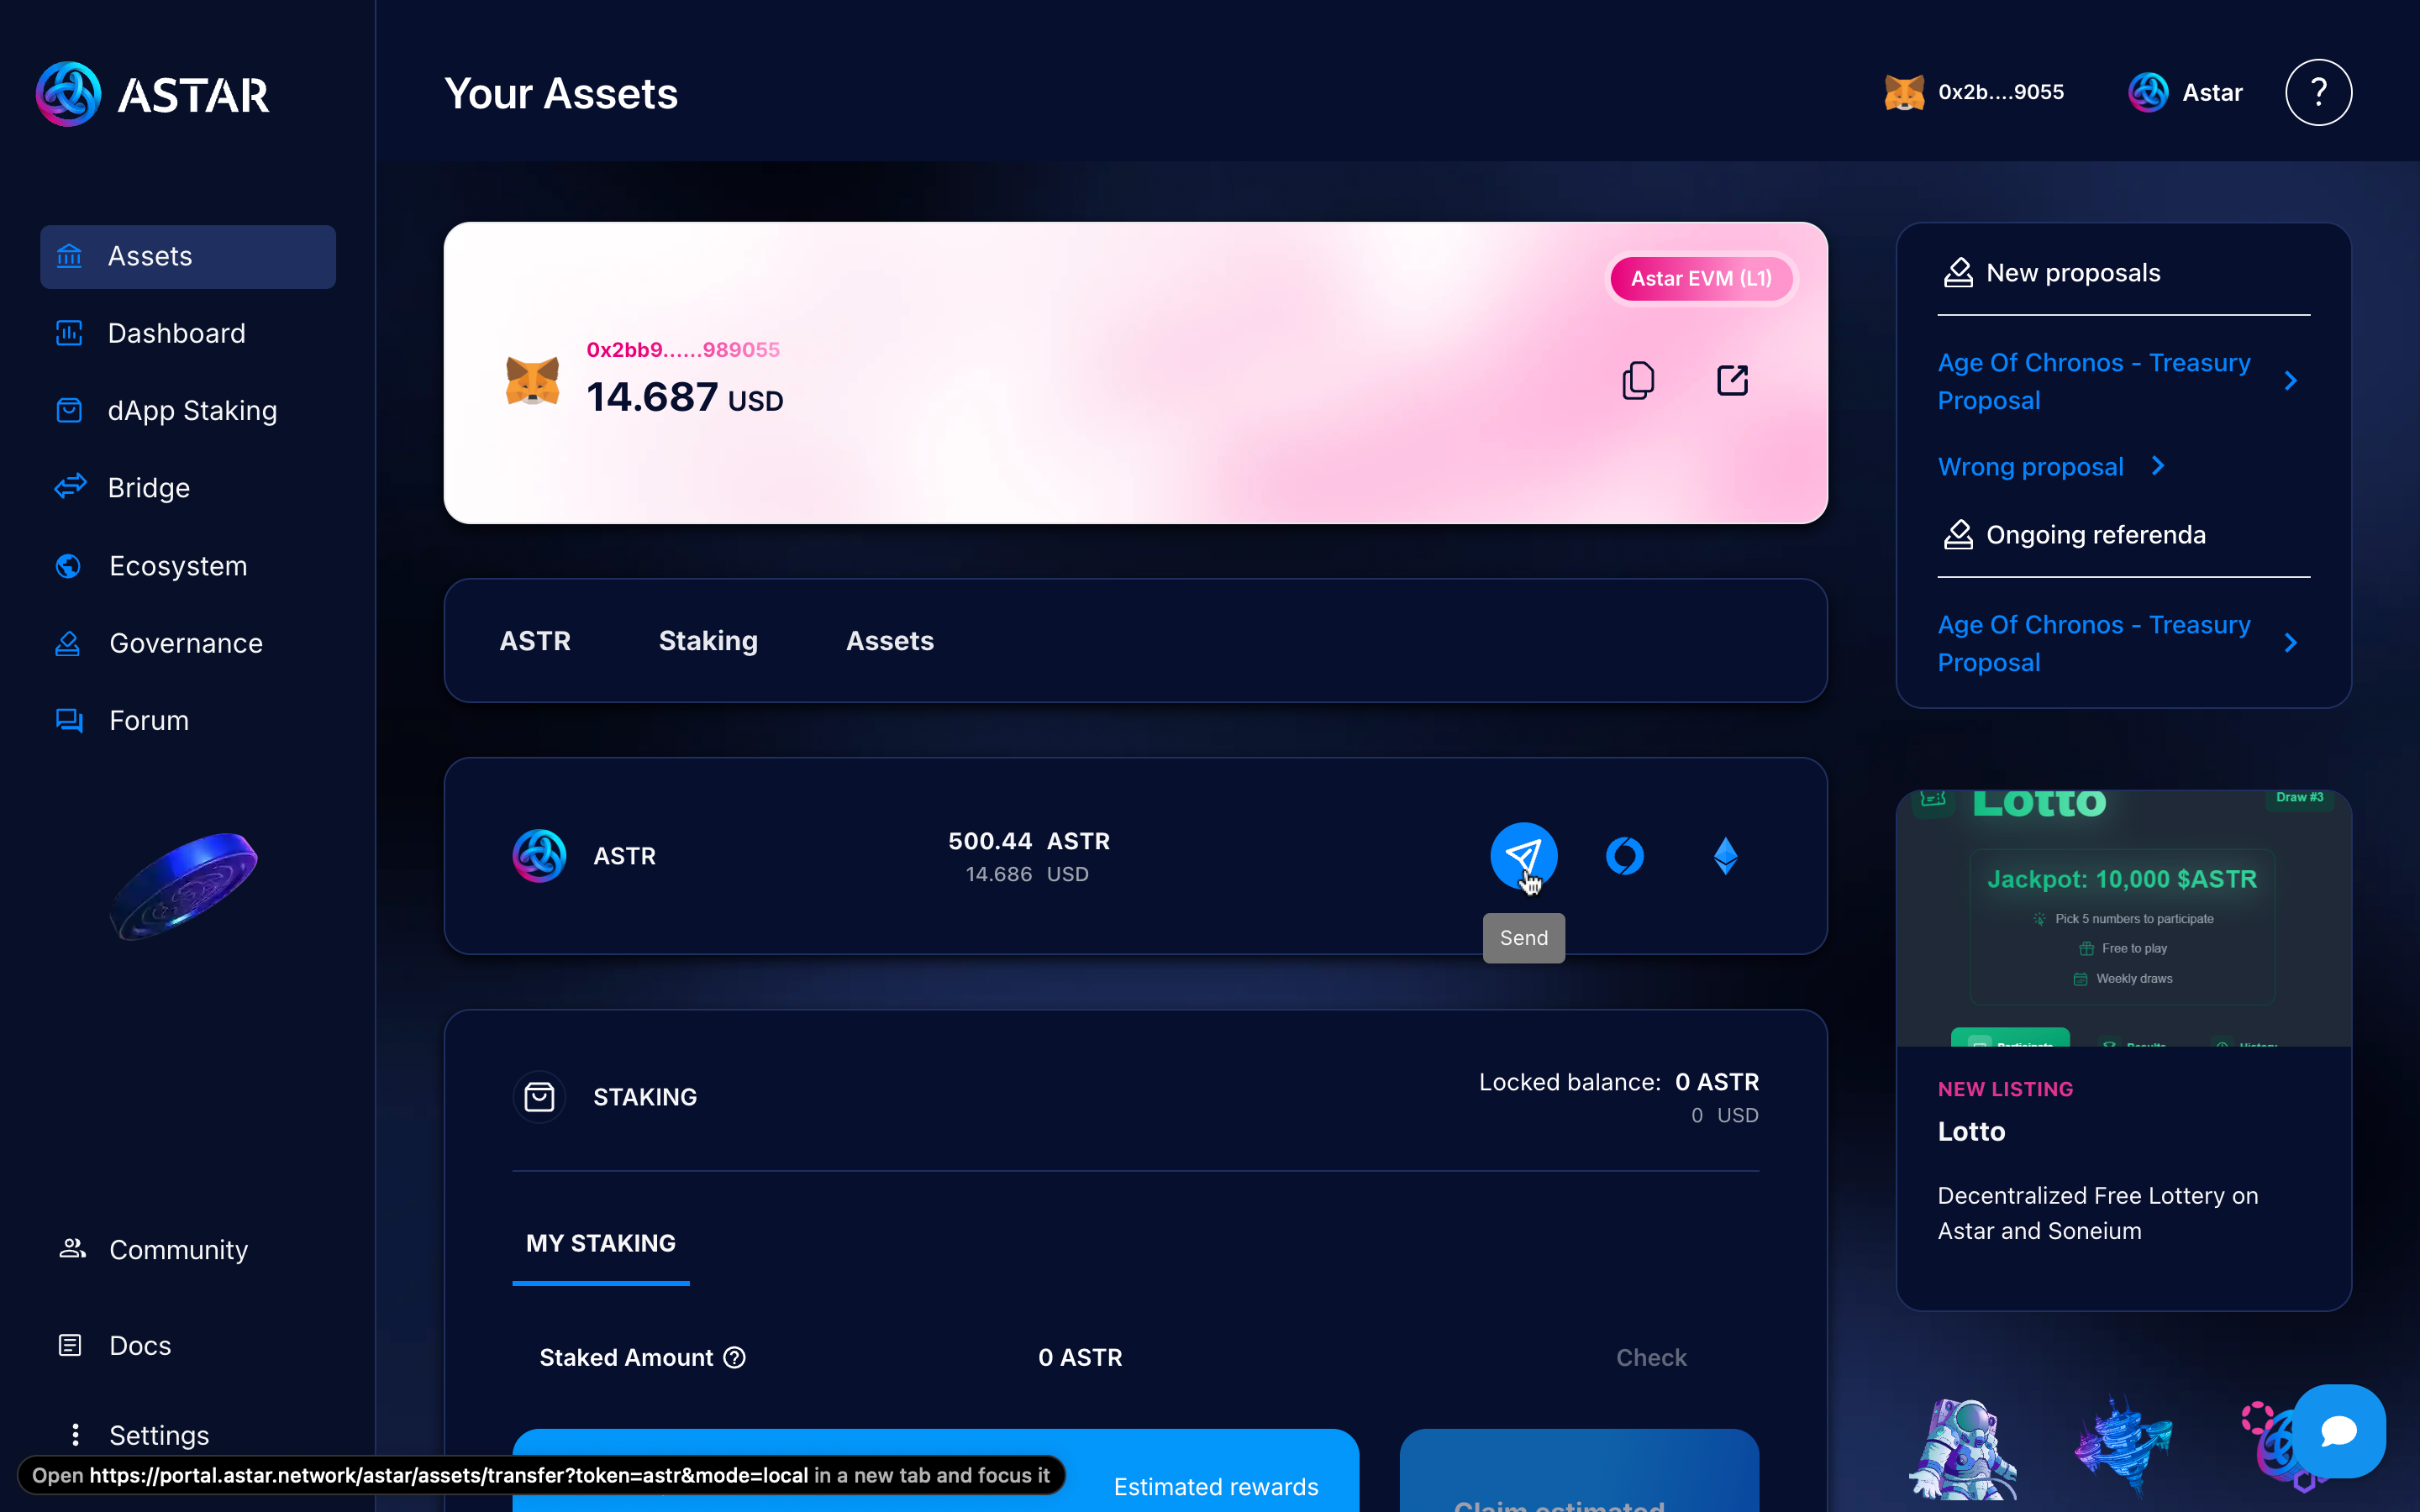 ASTAR
Your Assets
0x2b....9055
Astar
?
Assets
Dashboard
dApp Staking
Bridge
Ecosystem
Governance
Forum
Community
Docs
Settings
Astar EVM (L1)
0x2bb9......989055
14.687 USD
ASTR
Staking
Assets
ASTR
500.44 ASTR
14.686 USD
Send
STAKING
Locked balance: 0 ASTR
0 USD
MY STAKING
Staked Amount ?
0 ASTR
Check
Estimated rewards
Claim estimated
New proposals
Age Of Chronos - Treasury
Proposal
Wrong proposal
Ongoing referenda
Age Of Chronos - Treasury
Proposal
Lotto
Draw #3
Jackpot: 10,000 $ASTR
Pick 5 numbers to participate
Free to play
Weekly draws
Participate
Results
History
NEW LISTING
Lotto
Decentralized Free Lottery on
Astar and Soneium
Open https://portal.astar.network/astar/assets/transfer?token=astr&mode=local in a new tab and focus it